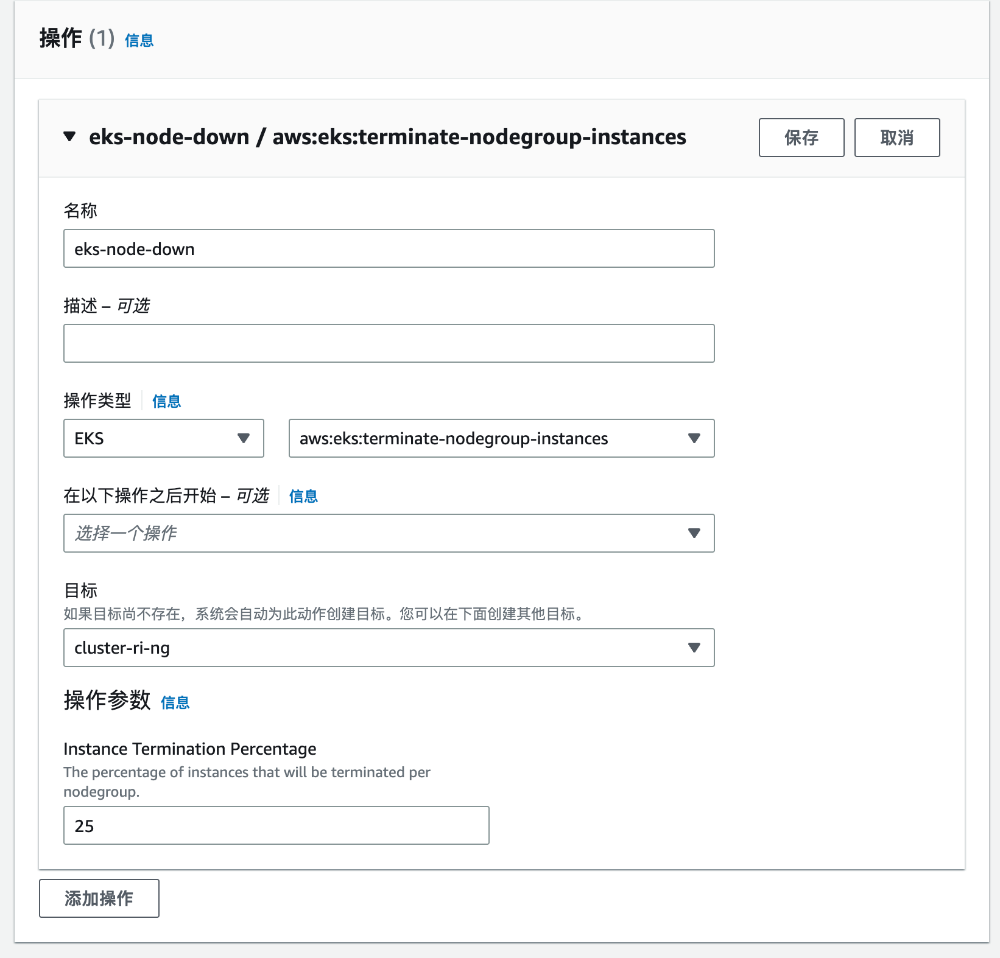 操作 (1) 信息
eks-node-down / aws:eks:terminate-nodegroup-instances
保存
取消
名称
eks-node-down
描述 – 可选
操作类型 信息
EKS
aws:eks:terminate-nodegroup-instances
在以下操作之后开始 – 可选 信息
选择一个操作
目标
如果目标尚不存在，系统会自动为此动作创建目标。您可以在下面创建其他目标。
cluster-ri-ng
操作参数 信息
Instance Termination Percentage
The percentage of instances that will be terminated per
nodegroup.
25
添加操作